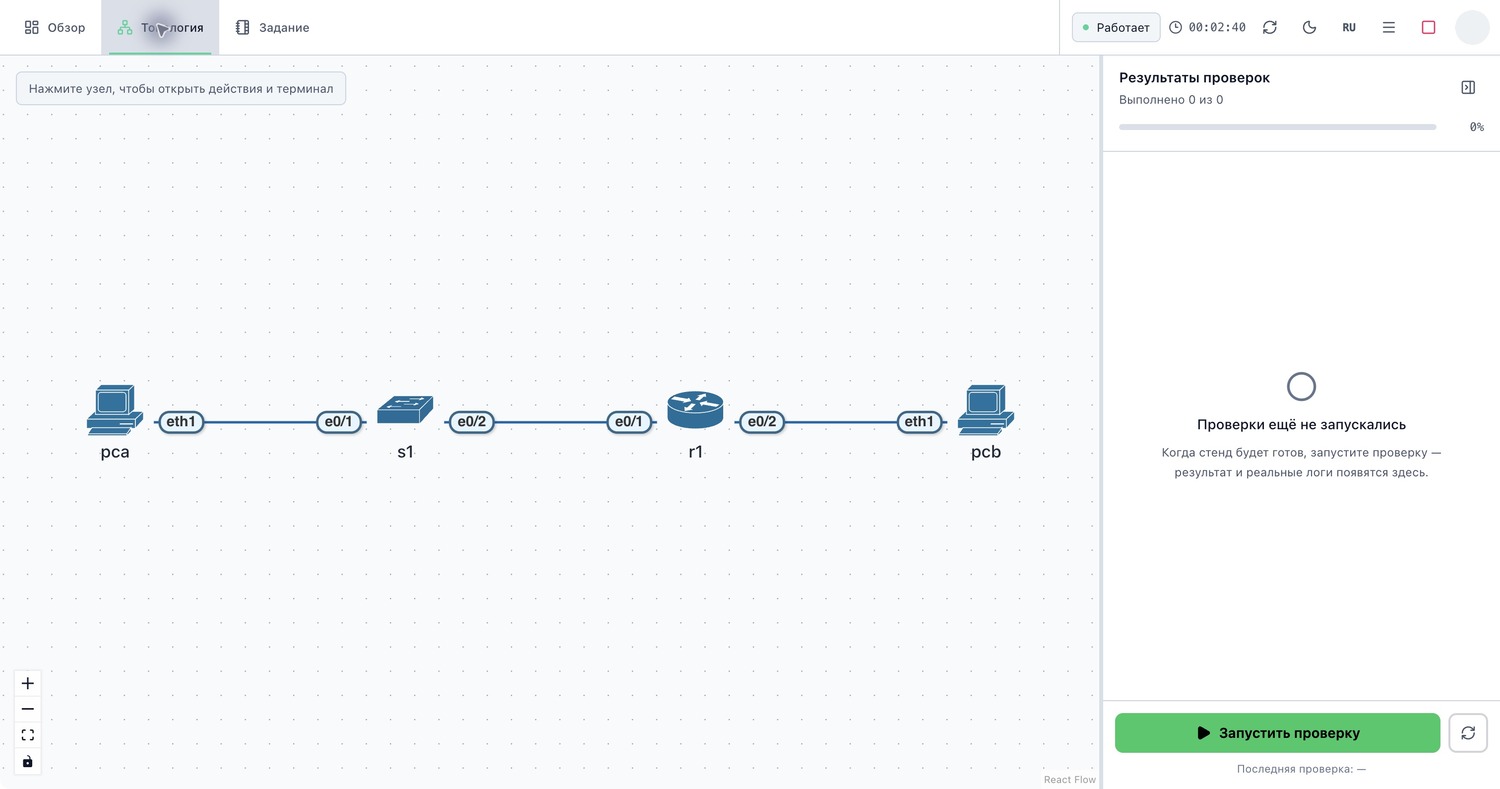 Обзор
Топология
Задание
Работает
00:02:40
RU
Нажмите узел, чтобы открыть действия и терминал
Результаты проверок
Выполнено 0 из 0
0%
eth1
e0/1
e0/2
e0/1
e0/2
eth1
pca
s1
r1
pcb
Проверки ещё не запускались
Когда стенд будет готов, запустите проверку —
результат и реальные логи появятся здесь.
Запустить проверку
Последняя проверка: —
React Flow